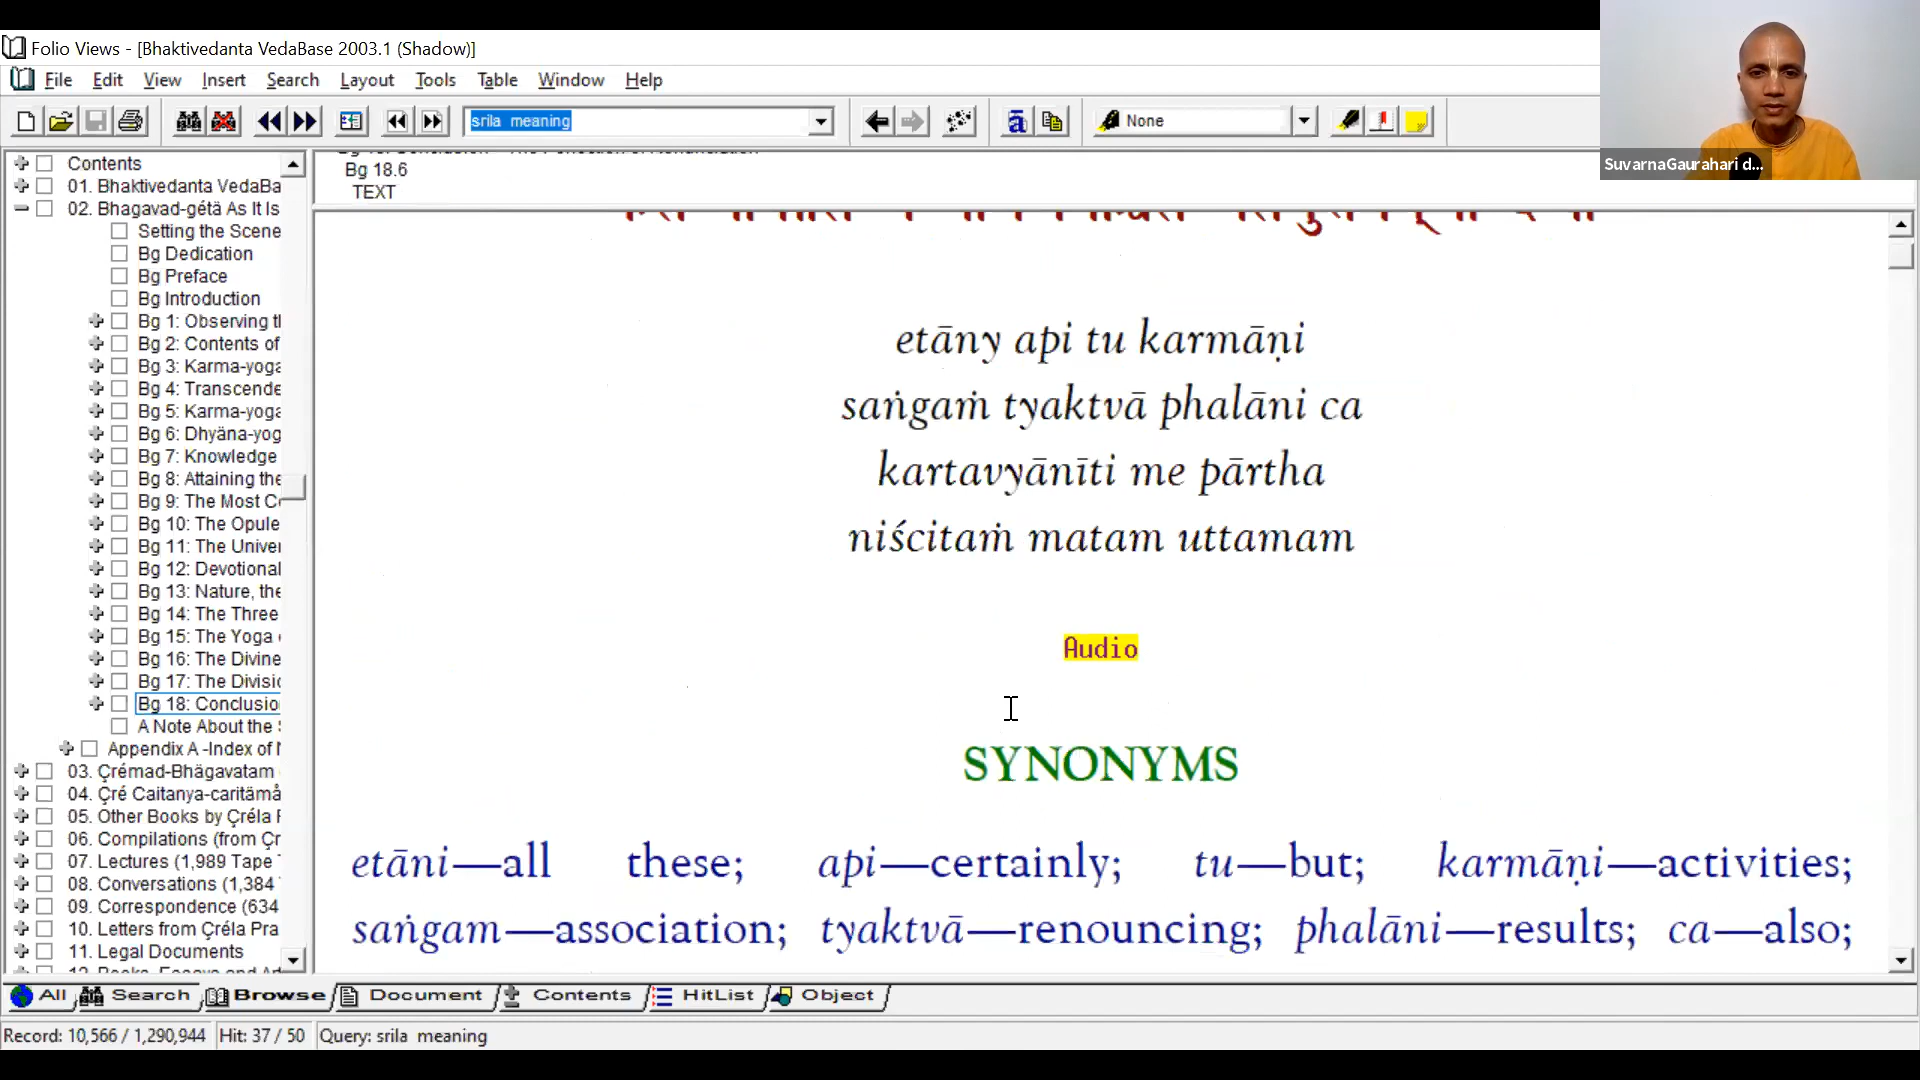 Folio Views - [Bhaktivedanta VedaBase 2003.1 (Shadow)]
File Edit View Insert Search Layout Tools Table Window Help
srila meaning
None
SuvarnaGaurahari d...
Contents
01. Bhaktivedanta VedaBa
02. Bhagavad-gétä As It Is
Setting the Scene
Bg Dedication
Bg Preface
Bg Introduction
Bg 1: Observing t
Bg 2: Contents of
Bg 3: Karma-yoga
Bg 4: Transcende
Bg 5: Karma-yoga
Bg 6: Dhyäna-yog
Bg 7: Knowledge
Bg 8: Attaining the
Bg 9: The Most C
Bg 10: The Opule
Bg 11: The Univer
Bg 12: Devotional
Bg 13: Nature, the
Bg 14: The Three
Bg 15: The Yoga
Bg 16: The Divine
Bg 17: The Divisio
Bg 18: Conclusio
A Note About the
Appendix A -Index of
03. Çrémad-Bhägavatam
04. Çré Caitanya-caritämå
05. Other Books by Çréla
06. Compilations (from Çr
07. Lectures (1,989 Tape
08. Conversations (1,384
09. Correspondence (634
10. Letters from Çréla Pra
11. Legal Documents
Bg 18.6
TEXT
etāny api tu karmāṇi
saṅgaṁ tyaktvā phalāni ca
kartavyānīti me pārtha
niścitaṁ matam uttamam
Audio
SYNONYMS
etāni—all these; api—certainly; tu—but; karmāṇi—activities;
saṅgam—association; tyaktvā—renouncing; phalāni—results; ca—also;
All Search Browse Document Contents HitList Object
Record: 10,566 / 1,290,944 Hit: 37 / 50 Query: srila meaning